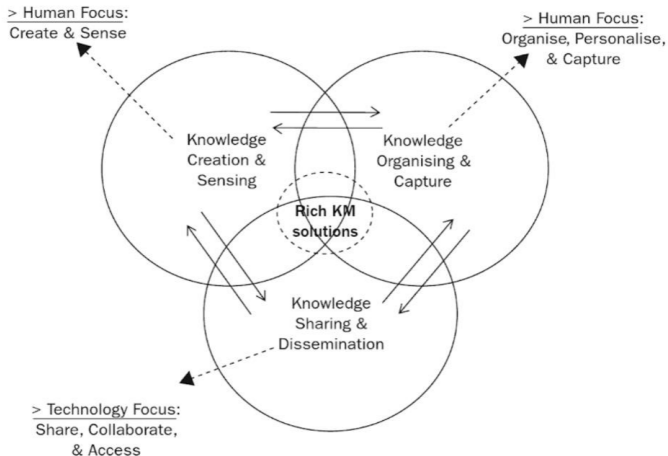 > Human Focus:
Create & Sense
> Human Focus:
Organise, Personalise,
& Capture
Knowledge
Creation &
Sensing
Knowledge
Organising &
Capture
Rich KM
solutions
Knowledge
Sharing &
Dissemination
> Technology Focus:
Share, Collaborate,
& Access